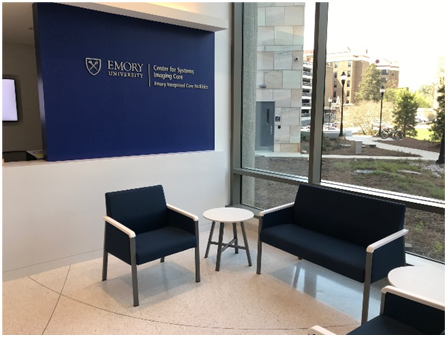 EMORY
UNIVERSITY
Center for Systems
Imaging Core
Emory Integrated Core Facilities